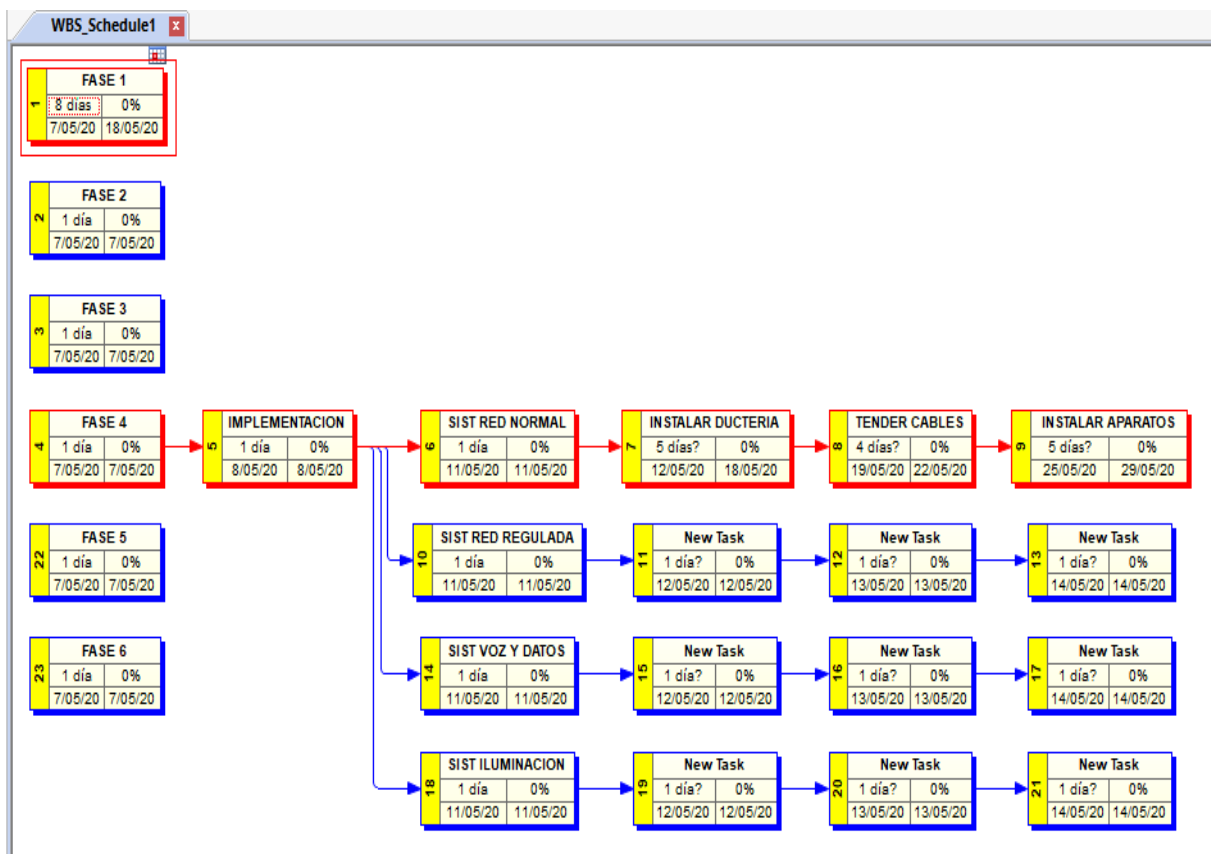 WBS_Schedule1 x
FASE 1
1
8 días 0%
7/05/20 18/05/20
FASE 2
2
1 día 0%
7/05/20 7/05/20
FASE 3
3
1 día 0%
7/05/20 7/05/20
FASE 4
4
1 día 0%
7/05/20 7/05/20
IMPLEMENTACION
5
1 día 0%
8/05/20 8/05/20
SIST RED NORMAL
6
1 día 0%
11/05/20 11/05/20
INSTALAR DUCTERIA
7
5 días? 0%
12/05/20 18/05/20
TENDER CABLES
8
4 días? 0%
19/05/20 22/05/20
INSTALAR APARATOS
9
5 días? 0%
25/05/20 29/05/20
FASE 5
22
1 día 0%
7/05/20 7/05/20
SIST RED REGULADA
10
1 día 0%
11/05/20 11/05/20
New Task
11
1 día? 0%
12/05/20 12/05/20
New Task
12
1 día? 0%
13/05/20 13/05/20
New Task
13
1 día? 0%
14/05/20 14/05/20
FASE 6
23
1 día 0%
7/05/20 7/05/20
SIST VOZ Y DATOS
14
1 día 0%
11/05/20 11/05/20
New Task
15
1 día? 0%
12/05/20 12/05/20
New Task
16
1 día? 0%
13/05/20 13/05/20
New Task
17
1 día? 0%
14/05/20 14/05/20
SIST ILUMINACION
18
1 día 0%
11/05/20 11/05/20
New Task
19
1 día? 0%
12/05/20 12/05/20
New Task
20
1 día? 0%
13/05/20 13/05/20
New Task
21
1 día? 0%
14/05/20 14/05/20